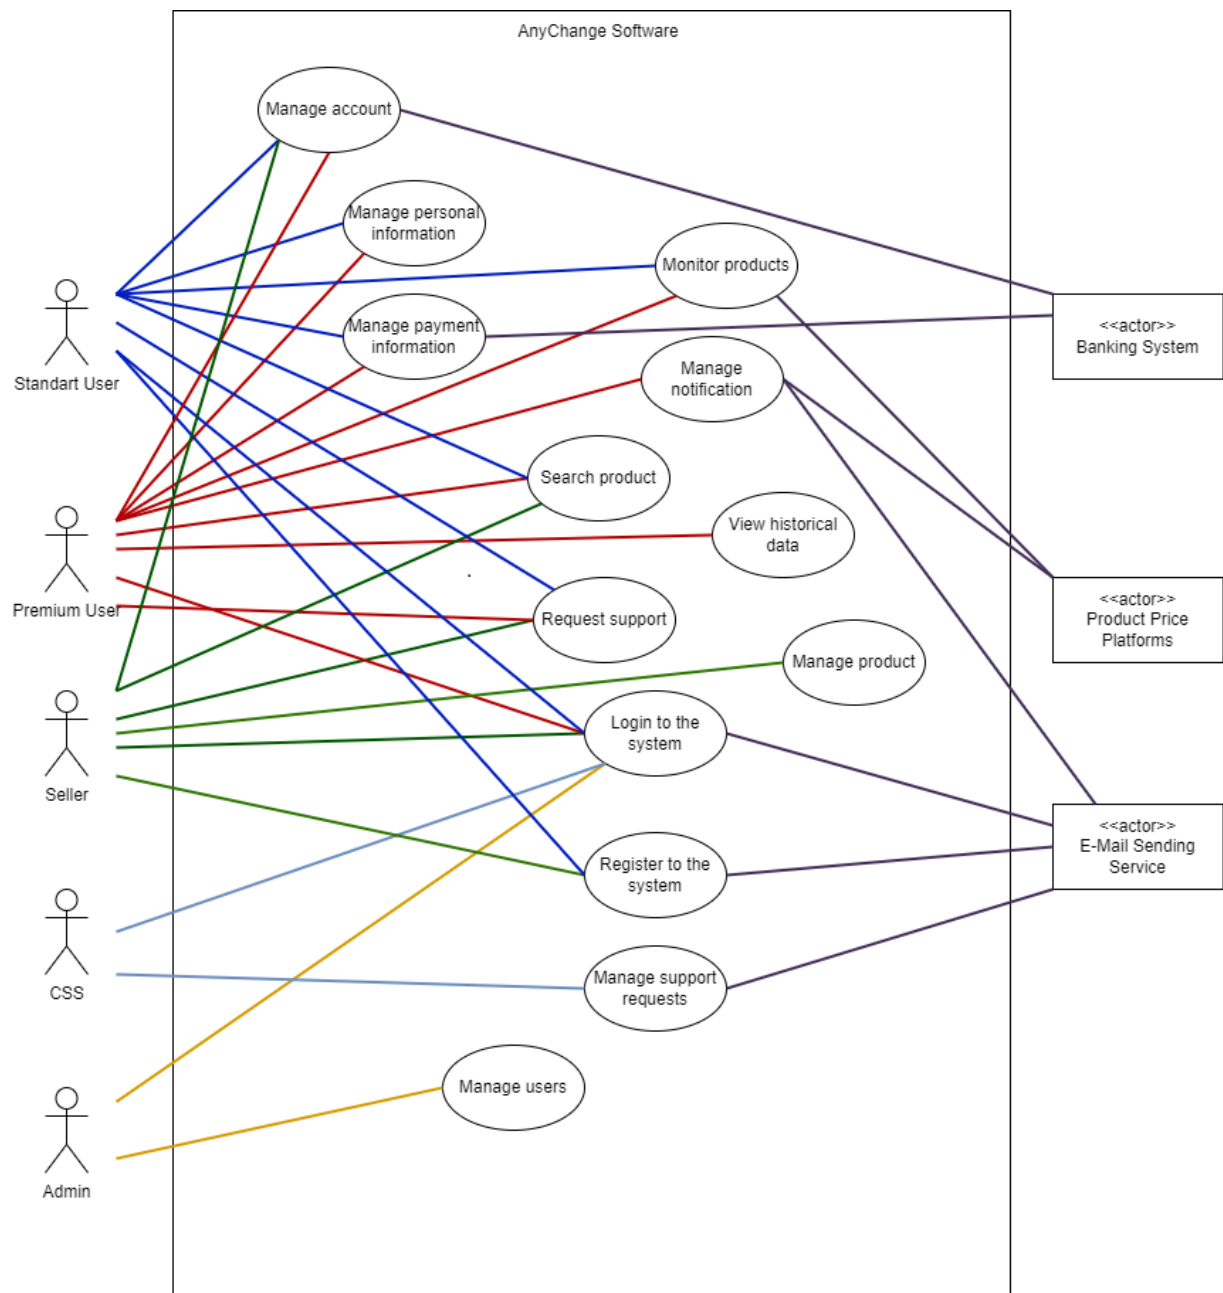 AnyChange Software
Manage account
Manage personal
information
Monitor products
Standart User
Manage payment
information
<<actor>>
Banking System
Manage
notification
Search product
View historical
data
Premium User
Request support
<<actor>>
Product Price
Platforms
Manage product
Login to the
system
Seller
<<actor>>
E-Mail Sending
Service
Register to the
system
CSS
Manage support
requests
Manage users
Admin